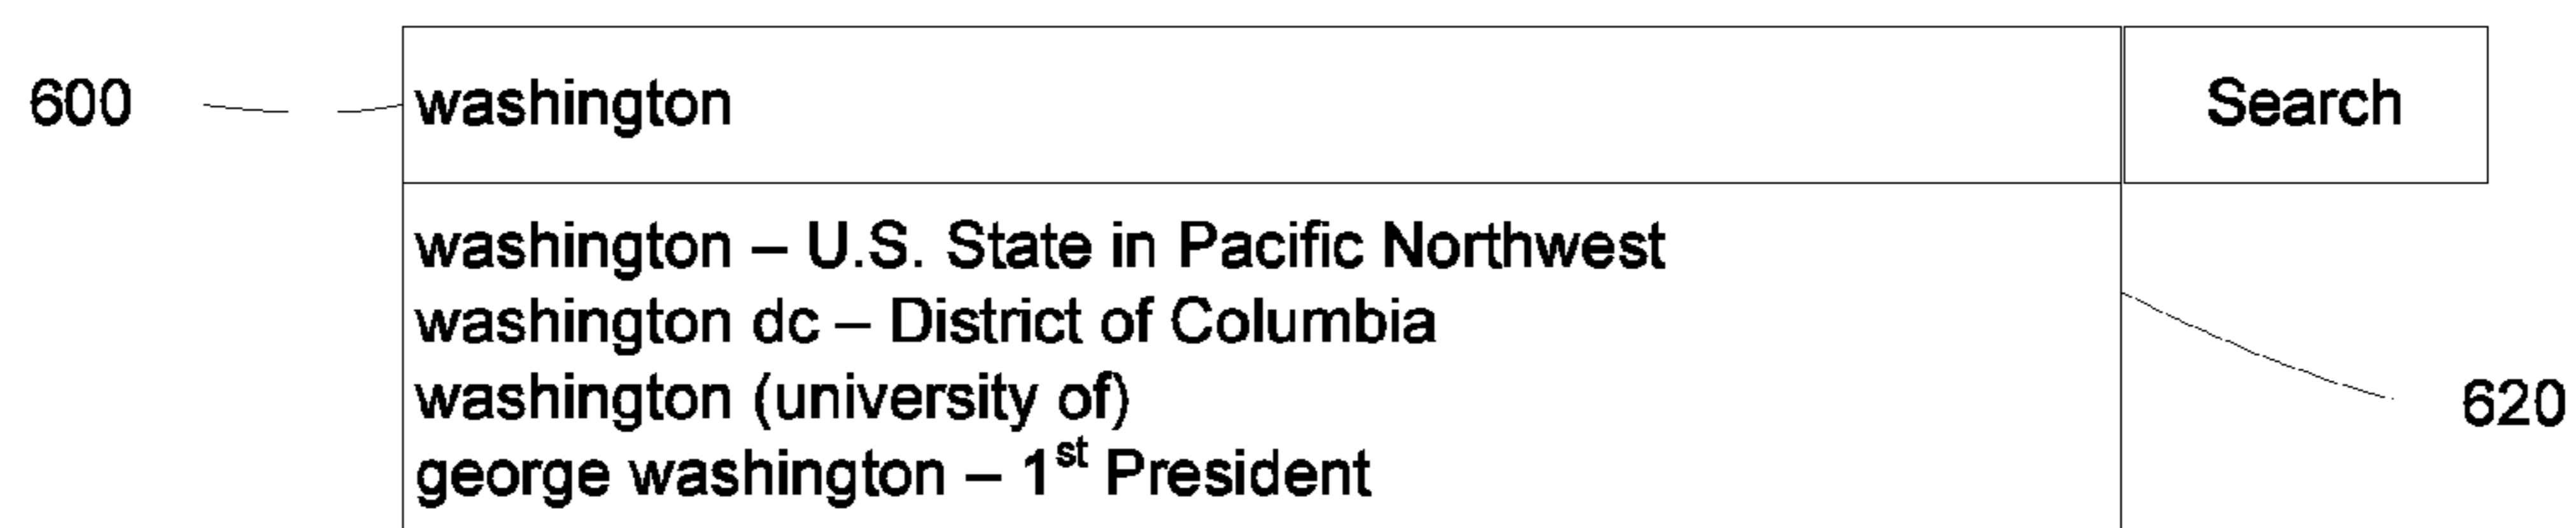 600 washington Search
washington – U.S. State in Pacific Northwest
washington dc – District of Columbia
washington (university of)
620
george washington – 1st President